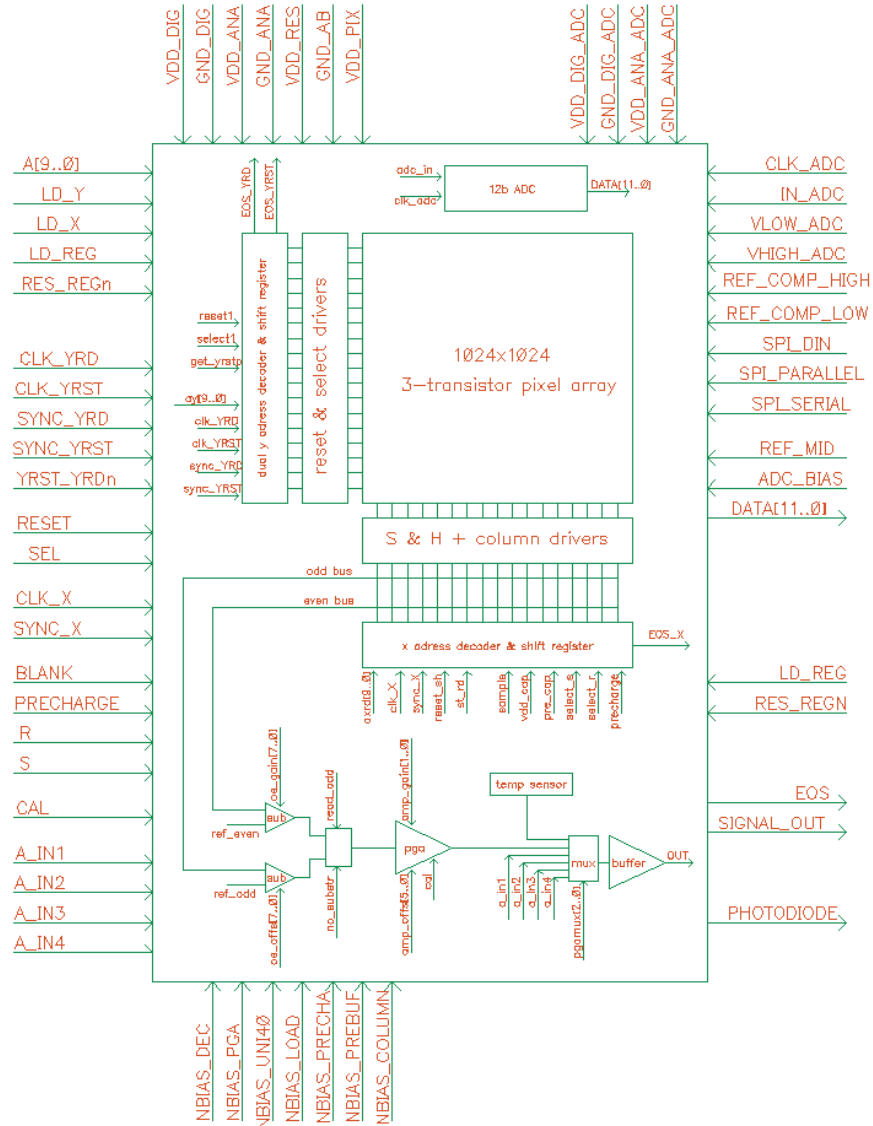 VDD_DIG
GND_DIG
VDD_ANA
GND_ANA
VDD_RES
GND_AB
VDD_PIX
VDD_DIG_ADC
GND_DIG_ADC
VDD_ANA_ADC
GND_ANA_ADC
A[9..0]
LD_Y
LD_X
LD_REG
RES_REGn
CLK_YRD
CLK_YRST
SYNC_YRD
SYNC_YRST
YRST_YRDn
RESET
SEL
CLK_X
SYNC_X
BLANK
PRECHARGE
R
S
CAL
A_IN1
A_IN2
A_IN3
A_IN4
EOS_YRD
EOS_YRST
adc_in
clk_adc
12b ADC
DATA[11..0]
reset1
select1
get_yrstp
ay[9..0]
clk_YRD
clk_YRST
sync_YRD
sync_YRST
dual y adress decoder & shift register
reset & select drivers
1024x1024
3-transistor pixel array
S & H + column drivers
odd bus
even bus
x adress decoder & shift register
EOS_X
axrd[9..0]
clk_X
sync_X
reset_sh
st_rd
sample
vdd_cap
pre_cap
select_s
select_r
precharge
oe_gain[7..0]
sub
ref_even
sub
ref_odd
oe_offs[7..0]
read_odd
no_substr
amp_gain[1..0]
pga
amp_offs[5..0]
cal
temp sensor
a_in1
a_in2
a_in3
a_in4
mux
pgamux[2..0]
buffer
OUT
CLK_ADC
IN_ADC
VLOW_ADC
VHIGH_ADC
REF_COMP_HIGH
REF_COMP_LOW
SPI_DIN
SPI_PARALLEL
SPI_SERIAL
REF_MID
ADC_BIAS
DATA[11..0]
LD_REG
RES_REGN
EOS
SIGNAL_OUT
PHOTODIODE
NBIAS_DEC
NBIAS_PGA
NBIAS_UNI40
NBIAS_LOAD
NBIAS_PRECHA
NBIAS_PREBUF
NBIAS_COLUMN